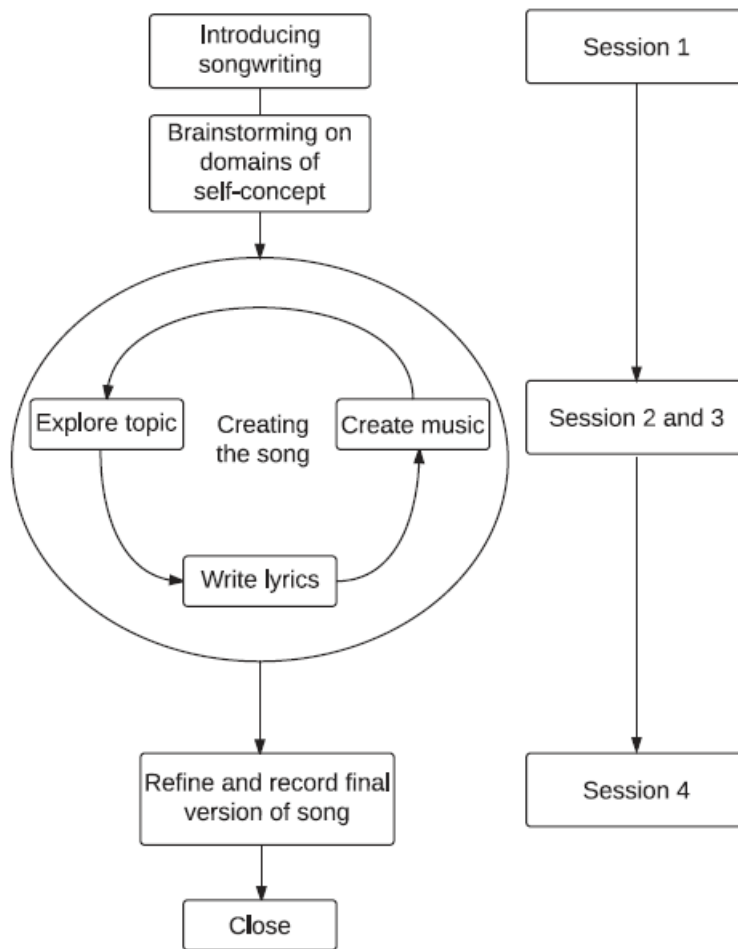 Introducing
songwriting
Session 1
Brainstorming on
domains of
self-concept
Explore topic
Creating
the song
Create music
Session 2 and 3
Write lyrics
Refine and record final
version of song
Session 4
Close